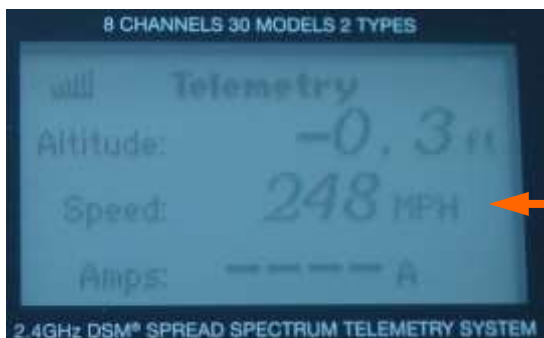 8 CHANNELS 30 MODELS 2 TYPES
Telemetry
Altitude: -0.3 ft
Speed: 248 MPH
Amps: ---- A
2.4GHz DSM® SPREAD SPECTRUM TELEMETRY SYSTEM